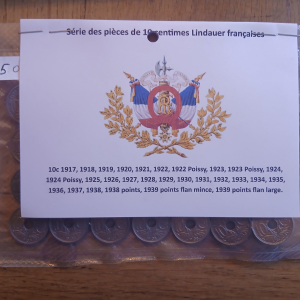 Série des pièces de 10 centimes Lindauer françaises
5
10c 1917, 1918, 1919, 1920, 1921, 1922, 1922 Poissy, 1923, 1923 Poissy, 1924,
1924 Poissy, 1925, 1926, 1927, 1928, 1929, 1930, 1931, 1932, 1933, 1934, 1935,
1936, 1937, 1938, 1938 points, 1939 points flan mince, 1939 points flan large.